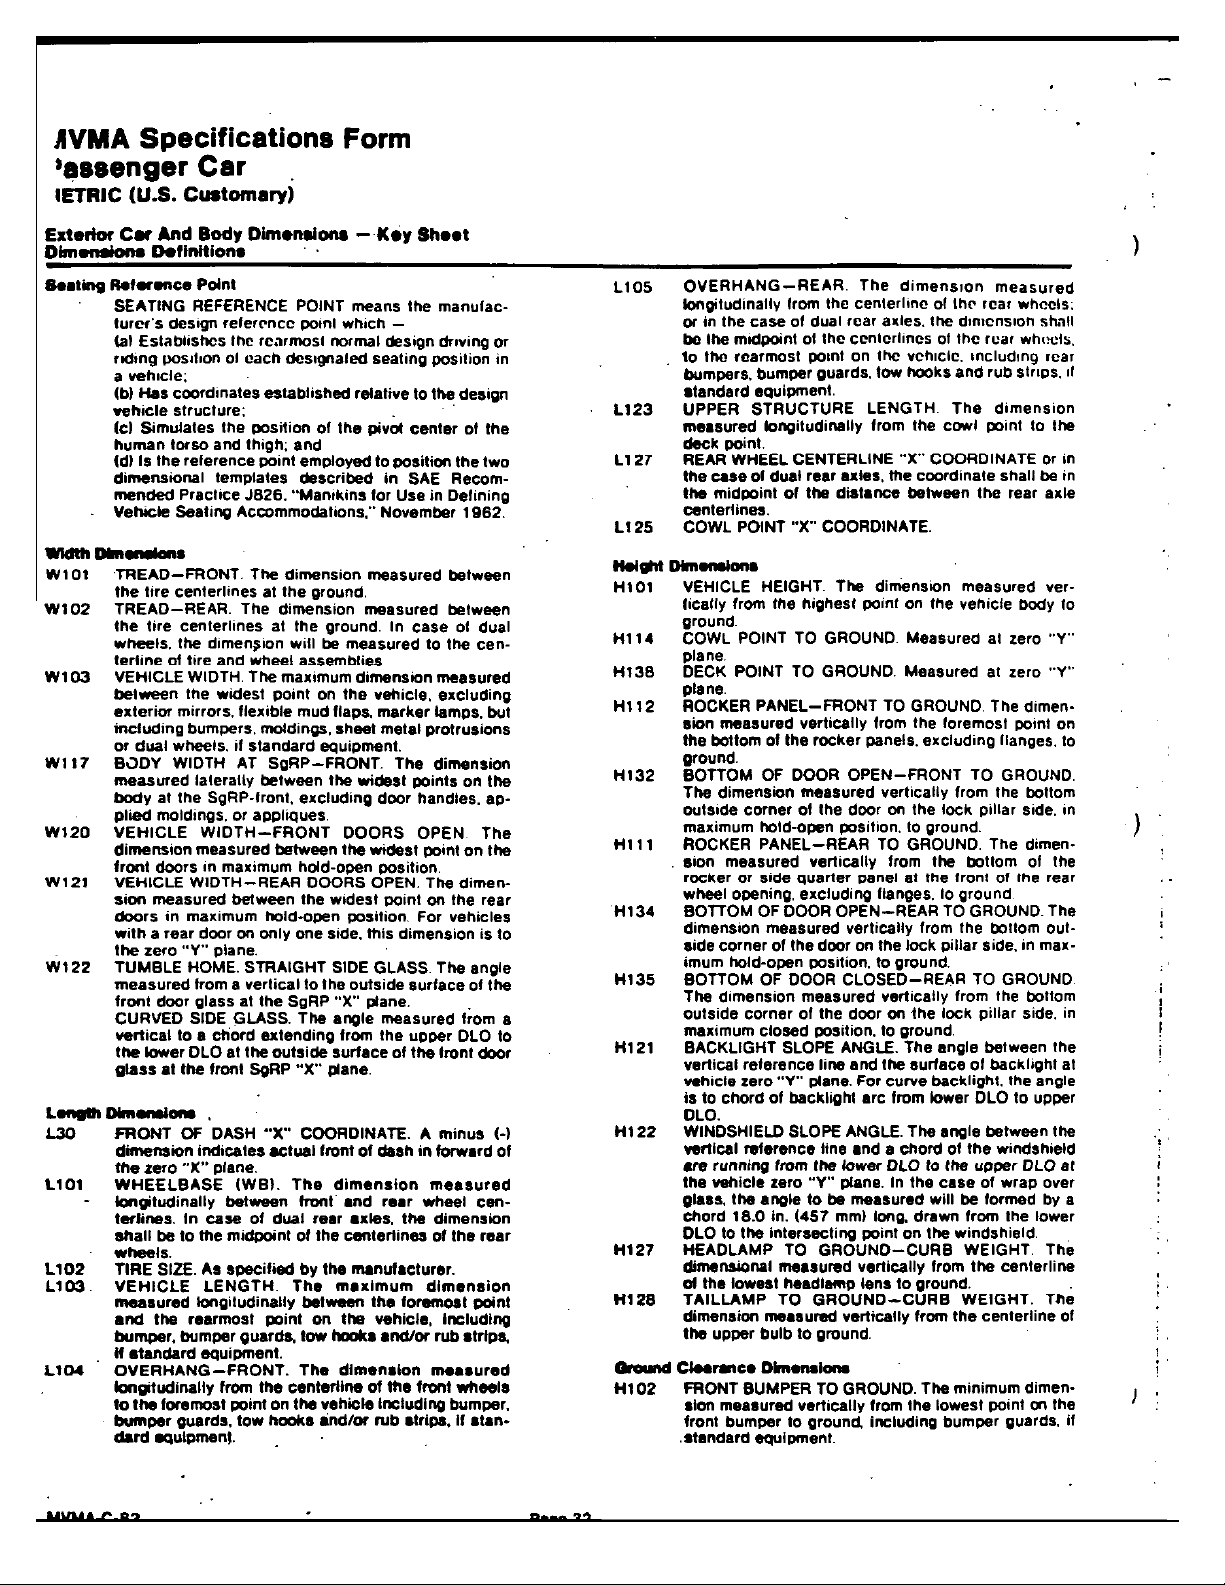 MVMA Specifications Form
Passenger Car
METRIC (U.S. Customary)
Exterior Car And Body Dimensions – Key Sheet
Dimensions Definitions
Seating Reference Point
SEATING REFERENCE POINT means the manufac-
turer's design reference point which –
(a) Establishes the rearmost normal design driving or
riding position of each designated seating position in
a vehicle;
(b) Has coordinates established relative to the design
vehicle structure;
(c) Simulates the position of the pivot center of the
human torso and thigh; and
(d) Is the reference point employed to position the two
dimensional templates described in SAE Recom-
mended Practice J826, "Manikins for Use in Defining
Vehicle Seating Accommodations," November 1962.
Width Dimensions
W101 TREAD–FRONT. The dimension measured between
the tire centerlines at the ground.
W102 TREAD–REAR. The dimension measured between
the tire centerlines at the ground. In case of dual
wheels, the dimension will be measured to the cen-
terline of tire and wheel assemblies
W103 VEHICLE WIDTH. The maximum dimension measured
between the widest point on the vehicle, excluding
exterior mirrors, flexible mud flaps, marker lamps, but
including bumpers, moldings, sheet metal protrusions
or dual wheels, if standard equipment.
W117 BODY WIDTH AT SgRP–FRONT. The dimension
measured laterally between the widest points on the
body at the SgRP-front, excluding door handles, ap-
plied moldings, or appliques.
W120 VEHICLE WIDTH–FRONT DOORS OPEN. The
dimension measured between the widest point on the
front doors in maximum hold-open position.
W121 VEHICLE WIDTH–REAR DOORS OPEN. The dimen-
sion measured between the widest point on the rear
doors in maximum hold-open position. For vehicles
with a rear door on only one side, this dimension is to
the zero "Y" plane.
W122 TUMBLE HOME. STRAIGHT SIDE GLASS. The angle
measured from a vertical to the outside surface of the
front door glass at the SgRP "X" plane.
CURVED SIDE GLASS. The angle measured from a
vertical to a chord extending from the upper DLO to
the lower DLO at the outside surface of the front door
glass at the front SgRP "X" plane.
Length Dimensions
L30 FRONT OF DASH "X" COORDINATE. A minus (-)
dimension indicates actual front of dash in forward of
the zero "X" plane.
L101 WHEELBASE (WB). The dimension measured
longitudinally between front and rear wheel cen-
terlines. In case of dual rear axles, the dimension
shall be to the midpoint of the centerlines of the rear
wheels.
L102 TIRE SIZE. As specified by the manufacturer.
L103 VEHICLE LENGTH. The maximum dimension
measured longitudinally between the foremost point
and the rearmost point on the vehicle, including
bumper, bumper guards, tow hooks and/or rub strips,
if standard equipment.
L104 OVERHANG–FRONT. The dimension measured
longitudinally from the centerline of the front wheels
to the foremost point on the vehicle including bumper,
bumper guards, tow hooks and/or rub strips, if stan-
dard equipment.
L105 OVERHANG–REAR. The dimension measured
longitudinally from the centerline of the rear wheels;
or in the case of dual rear axles, the dimension shall
be the midpoint of the centerlines of the rear wheels,
to the rearmost point on the vehicle, including rear
bumpers, bumper guards, tow hooks and rub strips, if
standard equipment.
L123 UPPER STRUCTURE LENGTH. The dimension
measured longitudinally from the cowl point to the
deck point.
L127 REAR WHEEL CENTERLINE "X" COORDINATE or in
the case of dual rear axles, the coordinate shall be in
the midpoint of the distance between the rear axle
centerlines.
L125 COWL POINT "X" COORDINATE.
Height Dimensions
H101 VEHICLE HEIGHT. The dimension measured ver-
tically from the highest point on the vehicle body to
ground.
H114 COWL POINT TO GROUND. Measured at zero "Y"
plane.
H138 DECK POINT TO GROUND. Measured at zero "Y"
plane.
H112 ROCKER PANEL–FRONT TO GROUND. The dimen-
sion measured vertically from the foremost point on
the bottom of the rocker panels, excluding flanges, to
ground.
H132 BOTTOM OF DOOR OPEN–FRONT TO GROUND.
The dimension measured vertically from the bottom
outside corner of the door on the lock pillar side, in
maximum hold-open position, to ground.
H111 ROCKER PANEL–REAR TO GROUND. The dimen-
sion measured vertically from the bottom of the
rocker or side quarter panel at the front of the rear
wheel opening, excluding flanges, to ground.
H134 BOTTOM OF DOOR OPEN–REAR TO GROUND. The
dimension measured vertically from the bottom out-
side corner of the door on the lock pillar side, in max-
imum hold-open position, to ground.
H135 BOTTOM OF DOOR CLOSED–REAR TO GROUND.
The dimension measured vertically from the bottom
outside corner of the door on the lock pillar side, in
maximum closed position, to ground.
H121 BACKLIGHT SLOPE ANGLE. The angle between the
vertical reference line and the surface of backlight at
vehicle zero "Y" plane. For curve backlight, the angle
is to chord of backlight arc from lower DLO to upper
DLO.
H122 WINDSHIELD SLOPE ANGLE. The angle between the
vertical reference line and a chord of the windshield
are running from the lower DLO to the upper DLO at
the vehicle zero "Y" plane. In the case of wrap over
glass, the angle to be measured will be formed by a
chord 18.0 in. (457 mm) long, drawn from the lower
DLO to the intersecting point on the windshield.
H127 HEADLAMP TO GROUND–CURB WEIGHT. The
dimensional measured vertically from the centerline
of the lowest headlamp lens to ground.
H128 TAILLAMP TO GROUND–CURB WEIGHT. The
dimension measured vertically from the centerline of
the upper bulb to ground.
Ground Clearance Dimensions
H102 FRONT BUMPER TO GROUND. The minimum dimen-
sion measured vertically from the lowest point on the
front bumper to ground, including bumper guards, if
standard equipment.